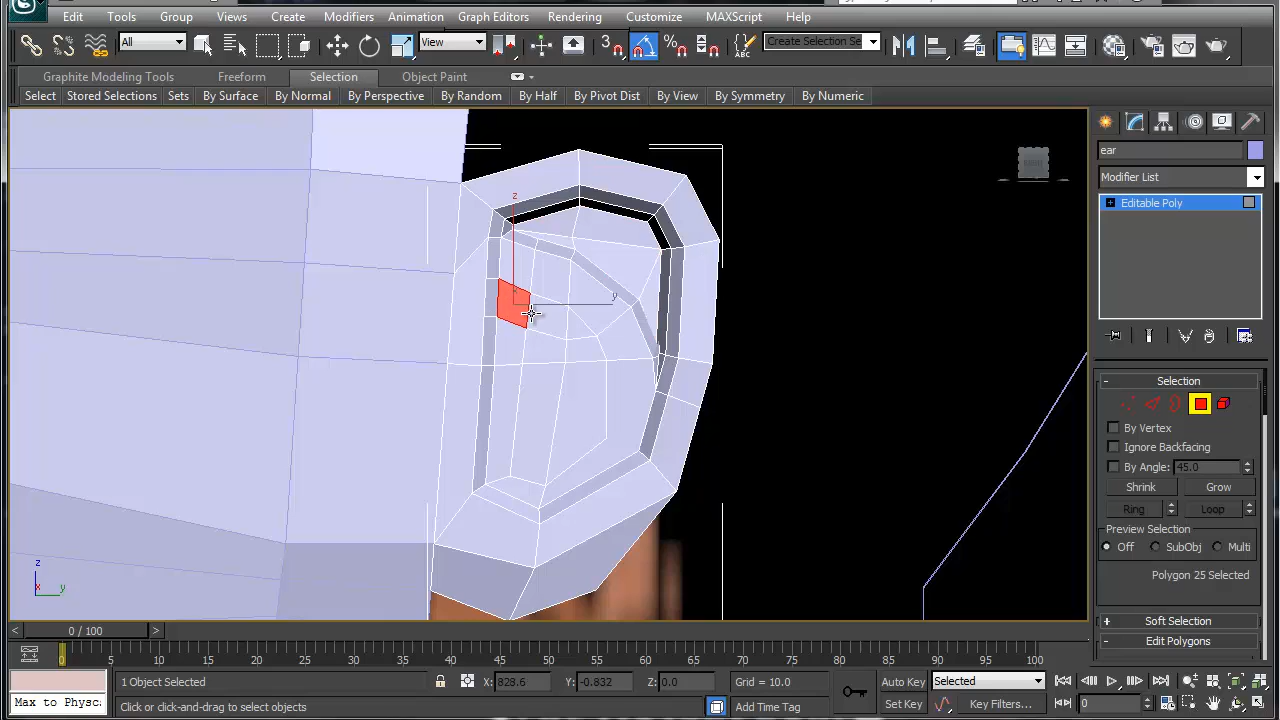 Edit Tools Group Views Create Modifiers Animation Graph Editors Rendering Customize MAXScript Help
All View 3 ABC Create Selection Se
Graphite Modeling Tools Freeform Selection Object Paint
Select Stored Selections Sets By Surface By Normal By Perspective By Random By Half By Pivot Dist By View By Symmetry By Numeric
ear
Modifier List
Editable Poly
z
y
Selection
By Vertex
Ignore Backfacing
By Angle: 45.0
Shrink Grow
Ring Loop
Preview Selection
Off SubObj Multi
Polygon 25 Selected
Soft Selection
Edit Polygons
z
x y
< 0 / 100 >
0 5 10 15 20 25 30 35 40 45 50 55 60 65 70 75 80 85 90 95 100
1 Object Selected X: 828.6 Y: -0.832 Z: 0.0 Grid = 10.0 Auto Key Selected
Max to Physc. Click or click-and-drag to select objects Add Time Tag Set Key Key Filters... 0